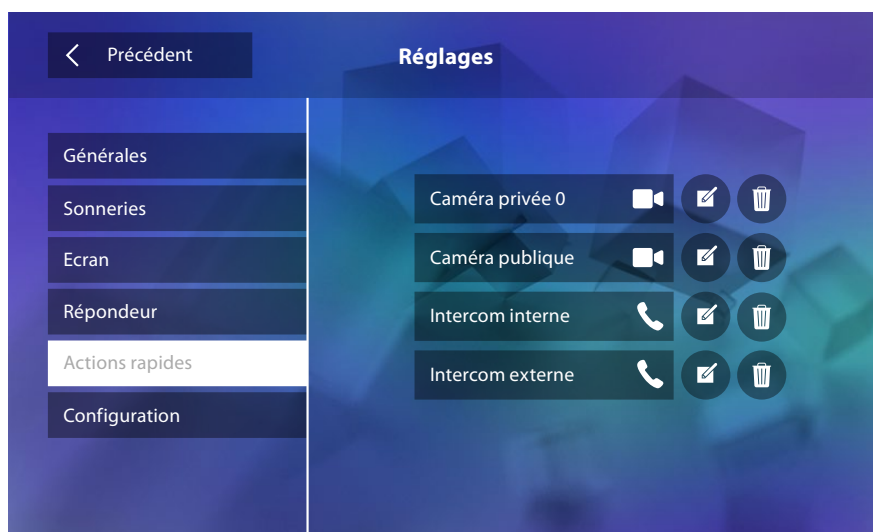 Précédent
Réglages
Générales
Sonneries
Ecran
Répondeur
Actions rapides
Configuration
Caméra privée 0
Caméra publique
Intercom interne
Intercom externe